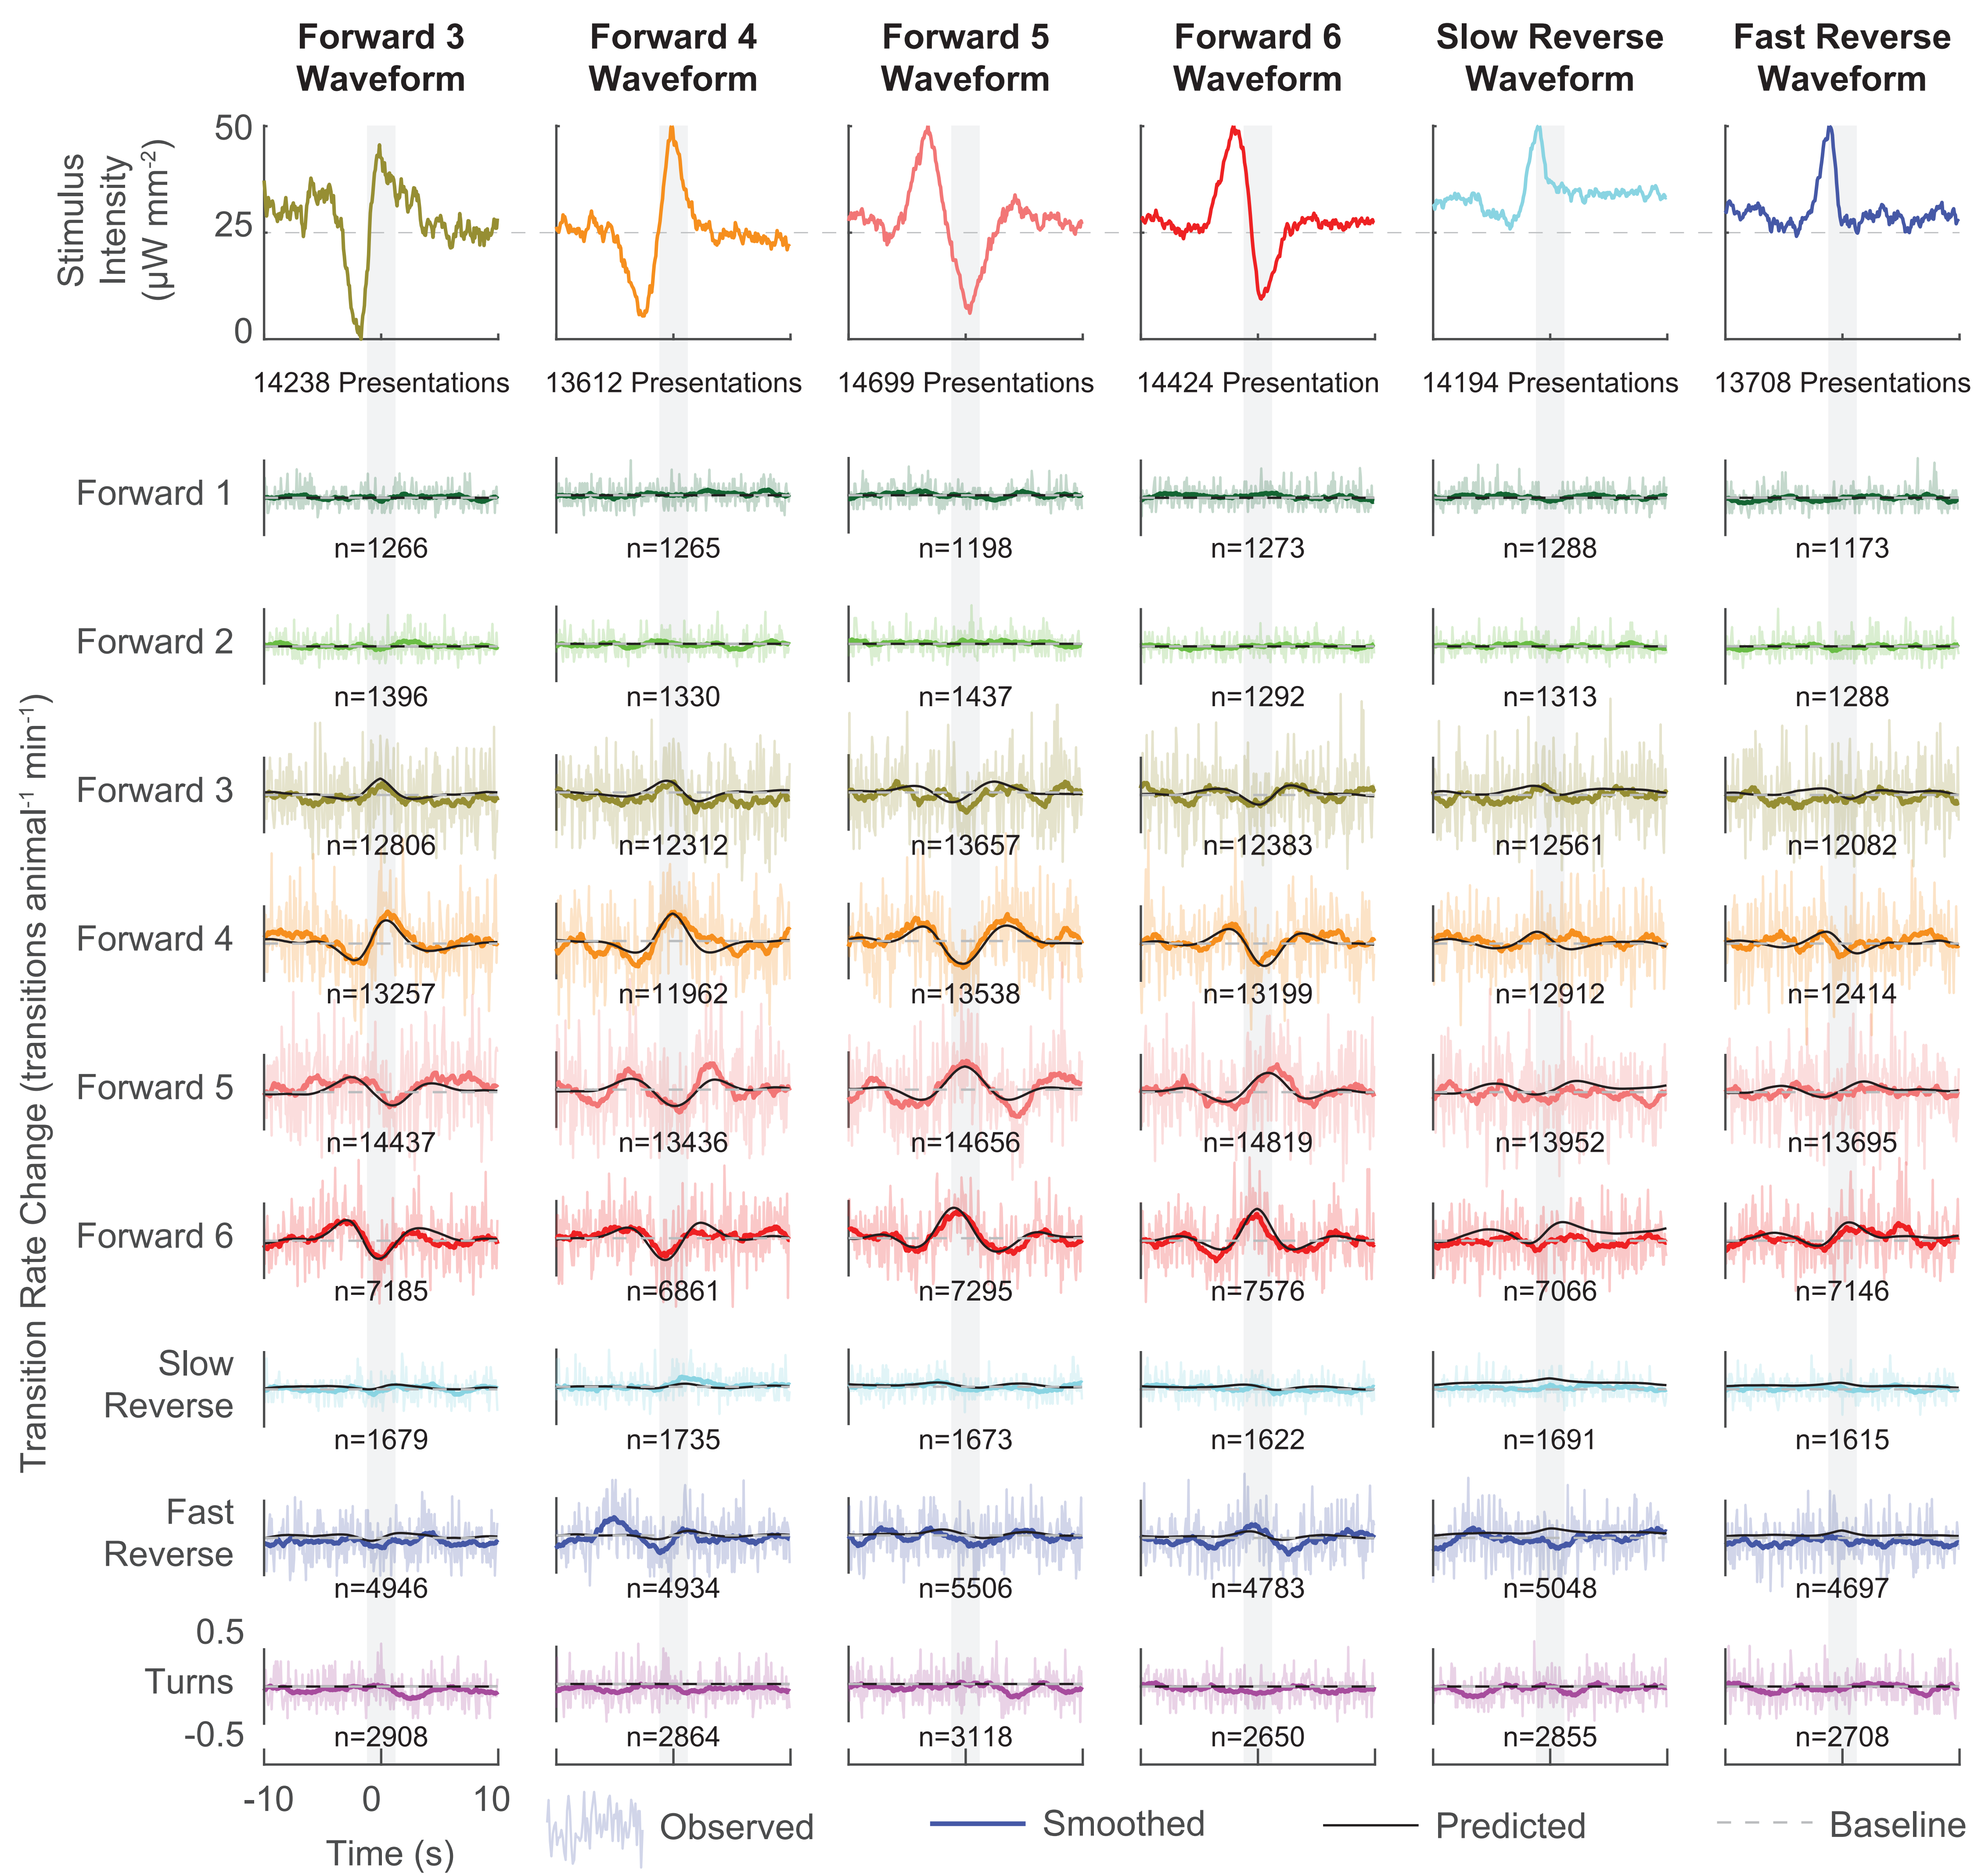 Forward 3 Waveform
Forward 4 Waveform
Forward 5 Waveform
Forward 6 Waveform
Slow Reverse Waveform
Fast Reverse Waveform
Stimulus Intensity (µW mm-2)
50
25
0
14238 Presentations
13612 Presentations
14699 Presentations
14424 Presentation
14194 Presentations
13708 Presentations
Transition Rate Change (transitions animal-1 min-1)
Forward 1
n=1266
n=1265
n=1198
n=1273
n=1288
n=1173
Forward 2
n=1396
n=1330
n=1437
n=1292
n=1313
n=1288
Forward 3
n=12806
n=12312
n=13657
n=12383
n=12561
n=12082
Forward 4
n=13257
n=11962
n=13538
n=13199
n=12912
n=12414
Forward 5
n=14437
n=13436
n=14656
n=14819
n=13952
n=13695
Forward 6
n=7185
n=6861
n=7295
n=7576
n=7066
n=7146
Slow Reverse
n=1679
n=1735
n=1673
n=1622
n=1691
n=1615
Fast Reverse
n=4946
n=4934
n=5506
n=4783
n=5048
n=4697
0.5
Turns
-0.5
n=2908
n=2864
n=3118
n=2650
n=2855
n=2708
-10 0 10
Time (s)
Observed
Smoothed
Predicted
Baseline